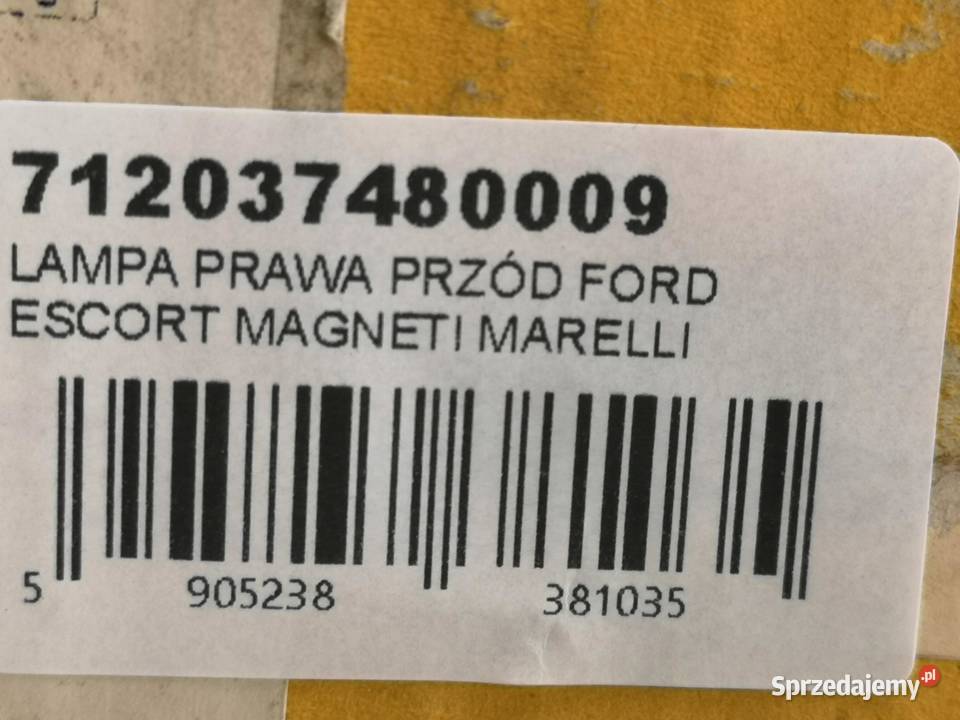 712037480009
LAMPA PRAWA PRZÓD FORD
ESCORT MAGNETI MARELLI
5 905238 381035
Sprzedajemy.pl